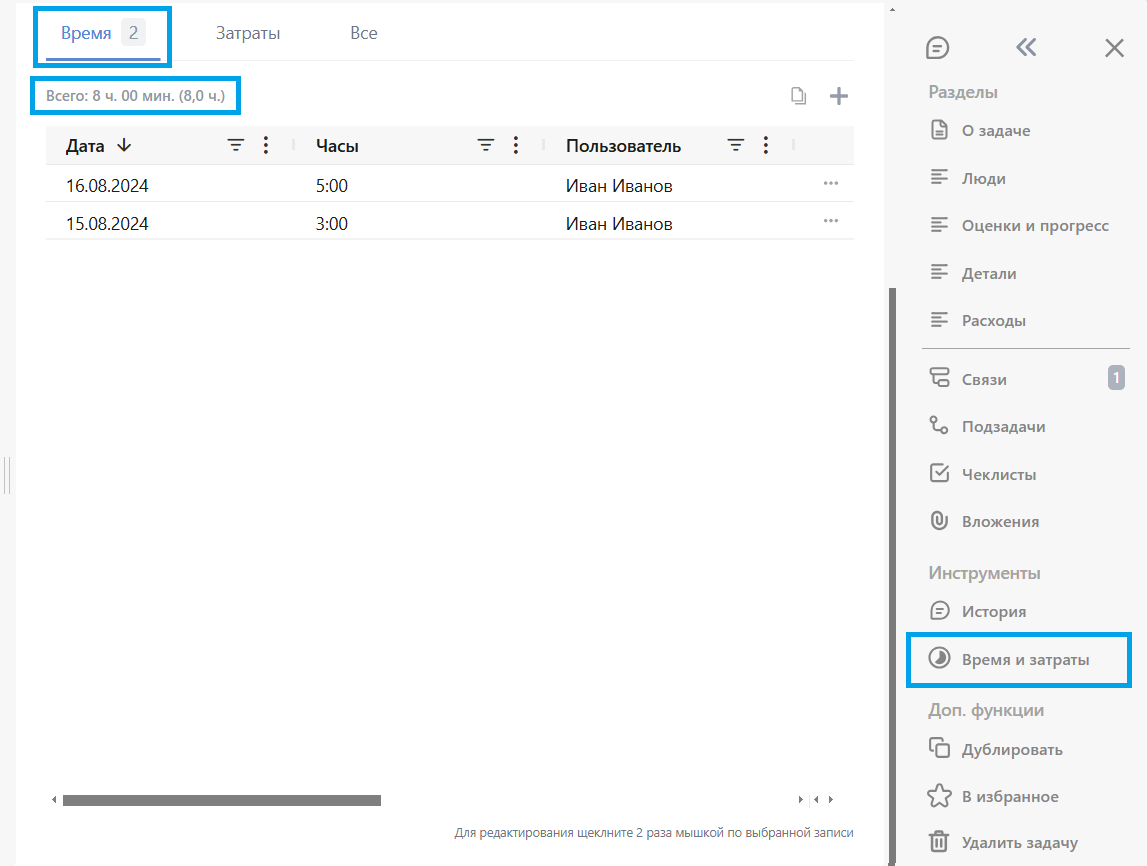 Время 2 Затраты Все
Всего: 8 ч. 00 мин. (8,0 ч.)
Дата Часы Пользователь
16.08.2024 5:00 Иван Иванов
15.08.2024 3:00 Иван Иванов
Для редактирования щелкните 2 раза мышкой по выбранной записи
Разделы
О задаче
Люди
Оценки и прогресс
Детали
Расходы
Связи 1
Подзадачи
Чеклисты
Вложения
Инструменты
История
Время и затраты
Доп. функции
Дублировать
В избранное
Удалить задачу